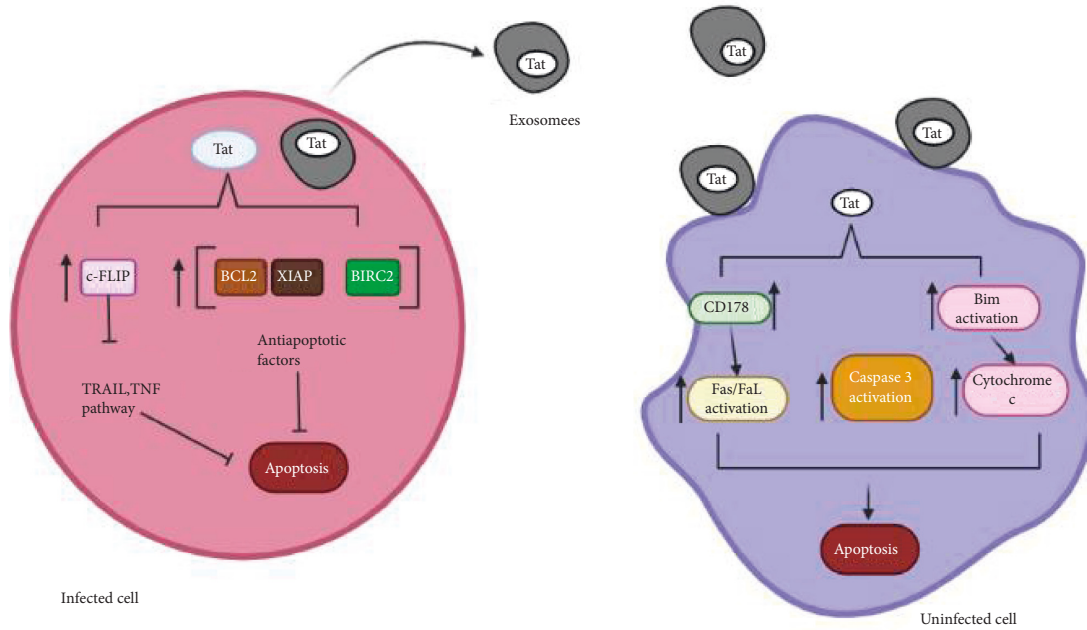 Tat
Exosomees
Tat
Tat
Tat
c-FLIP
BCL2
XIAP
BIRC2
Antiapoptotic
factors
TRAIL,TNF
pathway
Apoptosis
Infected cell
Tat
Tat
Tat
Tat
CD178
Bim
activation
Fas/FaL
activation
Caspase 3
activation
Cytochrome
c
Apoptosis
Uninfected cell